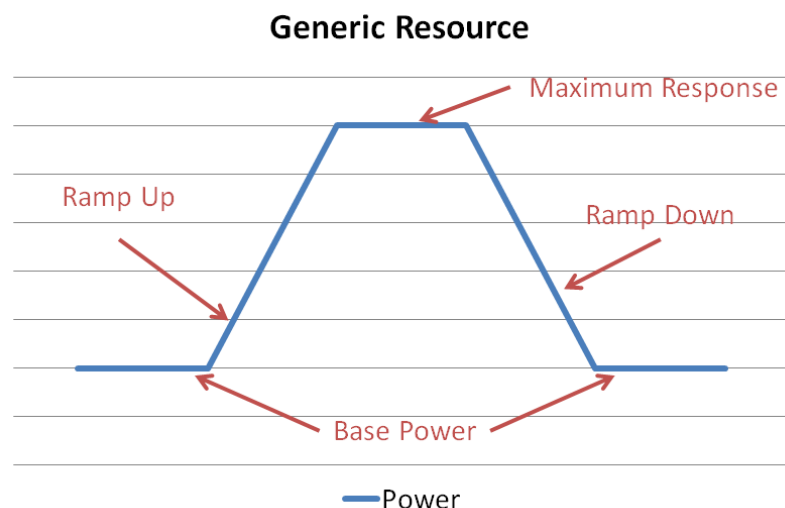 Generic Resource
Maximum Response
Ramp Up
Ramp Down
Base Power
Power